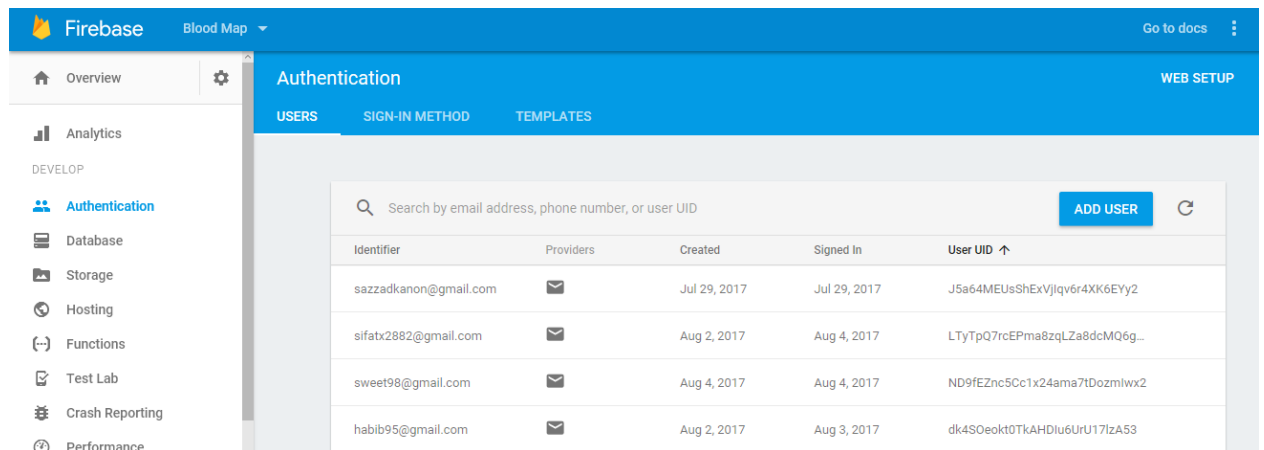 Firebase Blood Map Go to docs
Overview
Analytics
DEVELOP
Authentication
Database
Storage
Hosting
Functions
Test Lab
Crash Reporting
Performance
Authentication WEB SETUP
USERS SIGN-IN METHOD TEMPLATES
Search by email address, phone number, or user UID ADD USER
Identifier Providers Created Signed In User UID
sazzadkanon@gmail.com Jul 29, 2017 Jul 29, 2017 J5a64MEUsShExVjIqv6r4XK6EYy2
sifatx2882@gmail.com Aug 2, 2017 Aug 4, 2017 LTyTpQ7rcEPma8zqLZa8dcMQ6g...
sweet98@gmail.com Aug 4, 2017 Aug 4, 2017 ND9fEZnc5Cc1x24ama7tDozmIwx2
habib95@gmail.com Aug 2, 2017 Aug 3, 2017 dk4SOeokt0TkAHDIu6UrU17lzA53